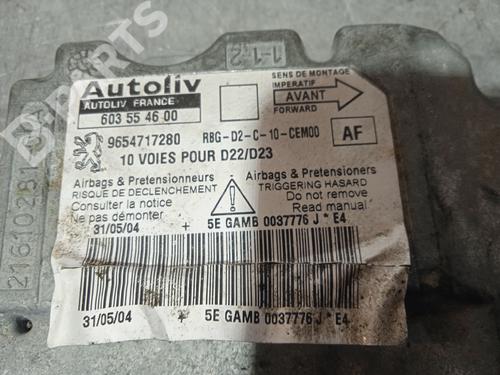 1-1-2
Autoliv
AUTOLIV FRANCE
603 55 46 00
SENS DE MONTAGE
IMPERATIF
AVANT
FORWARD
9654717280 RBG-D2-C-10-CEM00
AF
10 VOIES POUR D22/D23
Airbags & Pretensionneurs
RISQUE DE DECLENCHEMENT
Consulter la notice
Ne pas démonter
Airbags & Pretensioners
TRIGGERING HASARD
Do not remove
Read manual
31/05/04 + 5E GAMB 0037776 J * E4
31/05/04 + 5E GAMB 0037776 J * E4